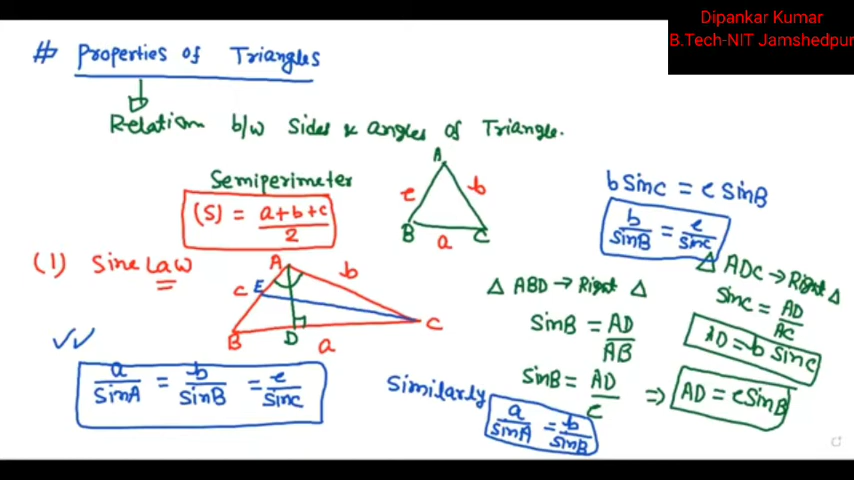 Dipankar Kumar
B.Tech-NIT Jamshedpur
# Properties of Triangles
Relation b/w Sides & angles of Triangle.
Semiperimeter
(S) = a+b+c / 2
A
c b
B C
a
b Sinc = c SinB
b/sinB = c/sinc
(1) Sine Law
A
b
c E
B D C
a
Δ ABD → Right Δ
SinB = AD/AB
SinB = AD/c ⇒ AD = cSinB
Δ ADC → Right Δ
Sinc = AD/AC
AD = b sinc
a/sinA = b/sinB = c/sinc
Similarly
a/sinA = b/sinB